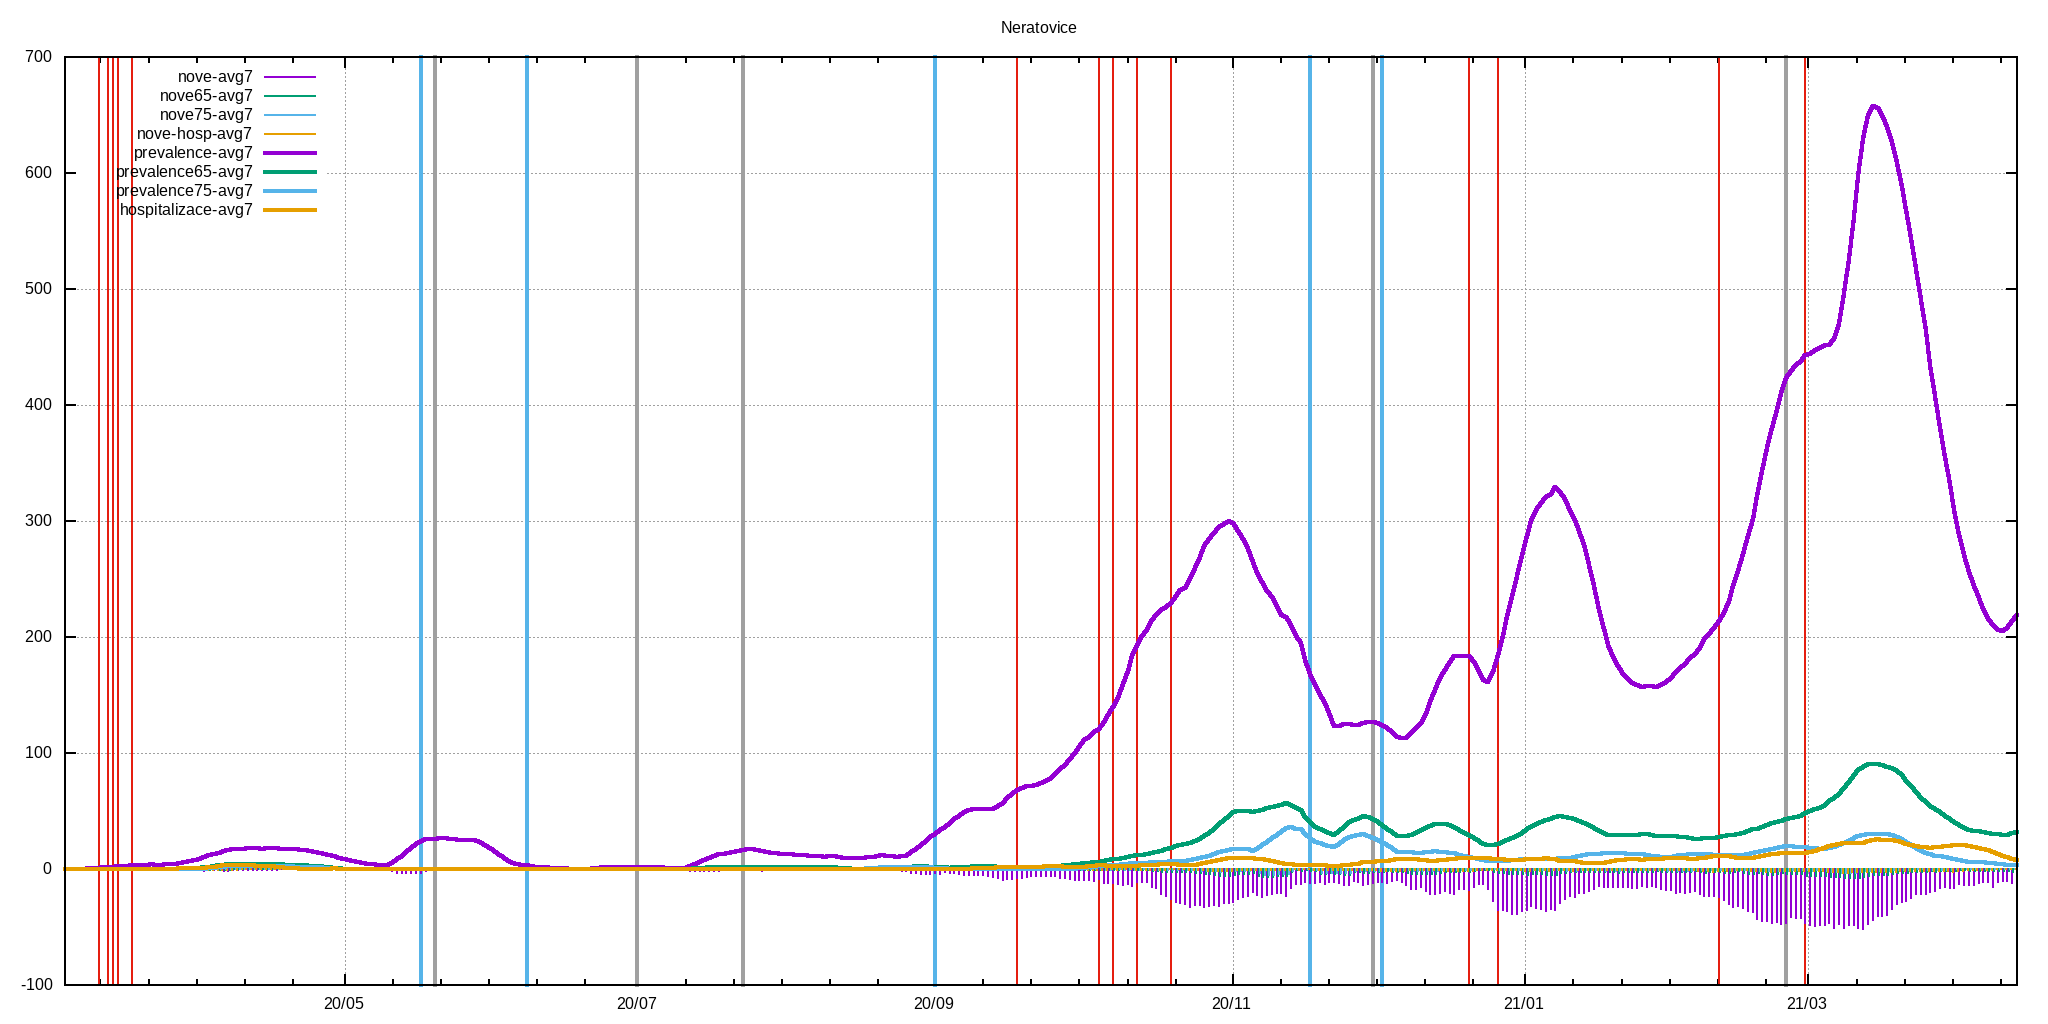 Neratovice
700
600
500
400
300
200
100
0
-100
nove-avg7
nove65-avg7
nove75-avg7
nove-hosp-avg7
prevalence-avg7
prevalence65-avg7
prevalence75-avg7
hospitalizace-avg7
20/05 20/07 20/09 20/11 21/01 21/03